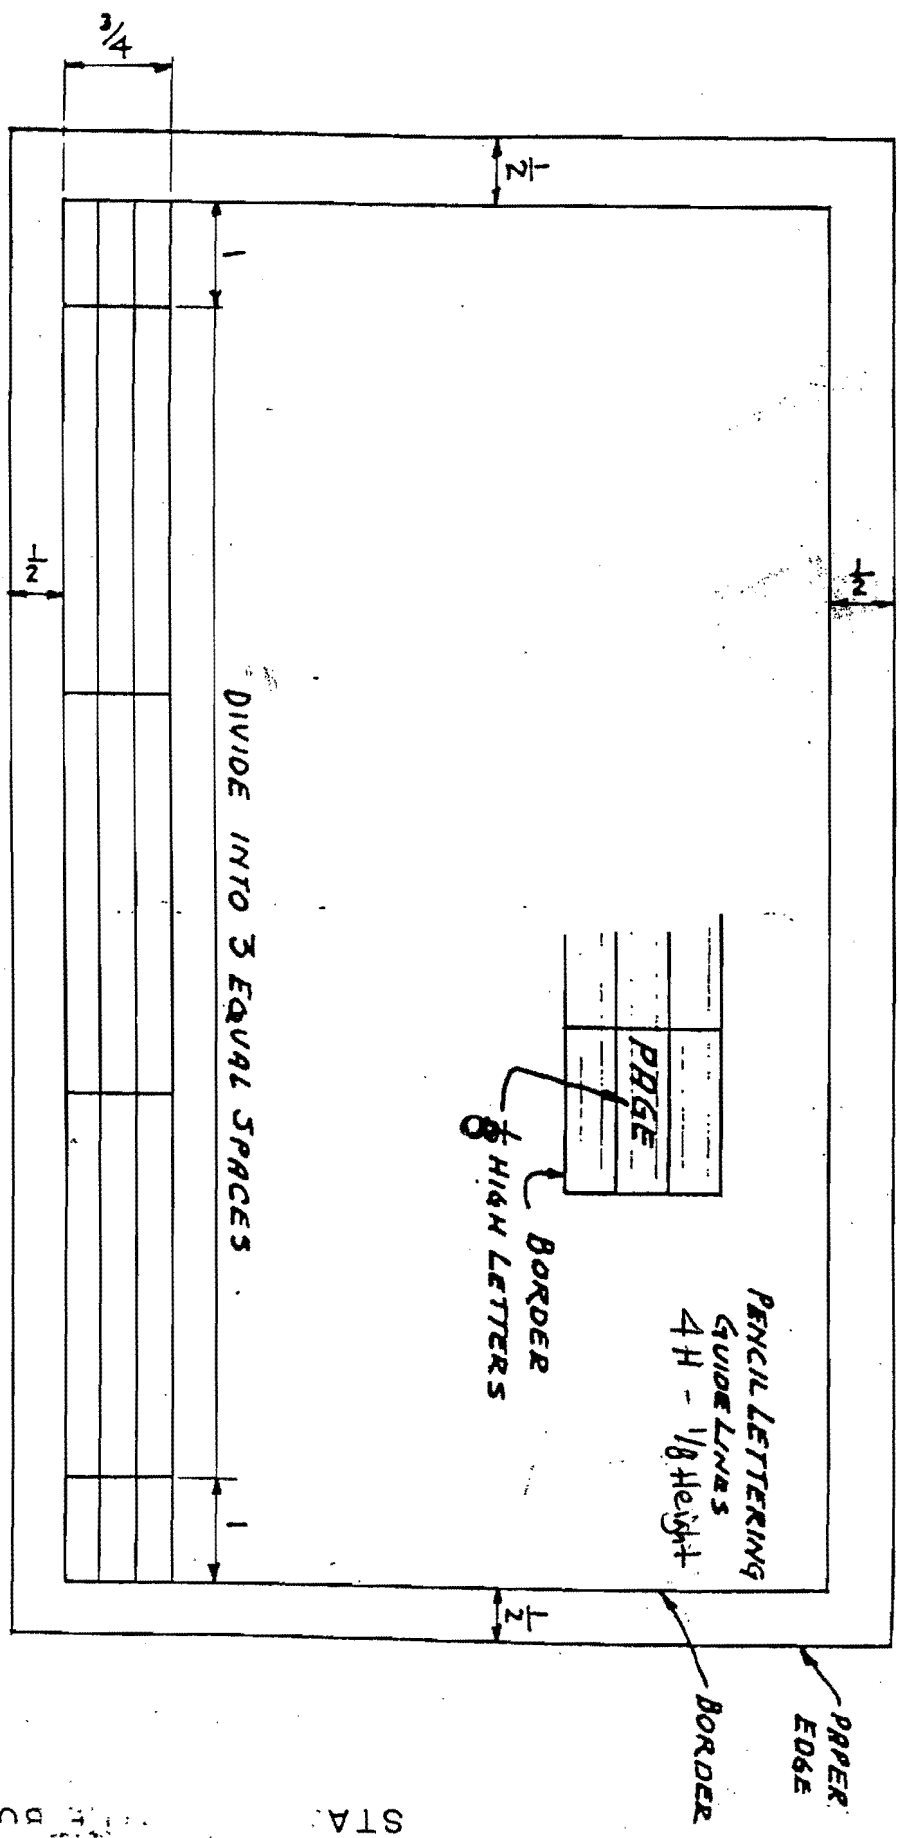 PAPER
EDGE
BORDER
½
PENCIL LETTERING
GUIDE LINES
4H - 1/8 Height
PAGE
BORDER
⅛ HIGH LETTERS
½
½
1
DIVIDE INTO 3 EQUAL SPACES
1
3/4
½
STA